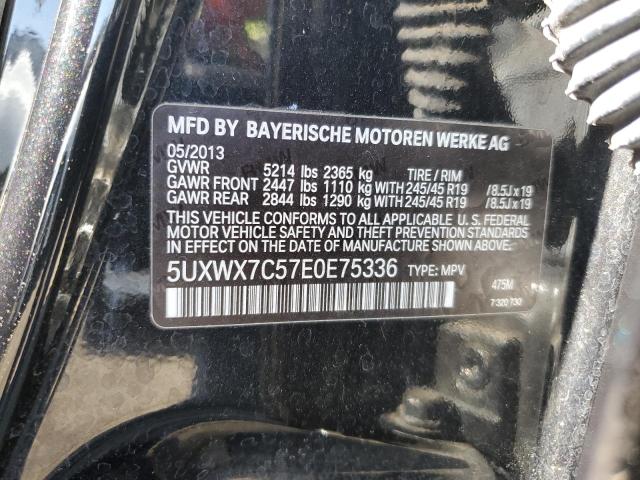 MFD BY BAYERISCHE MOTOREN WERKE AG
05/2013
GVWR 5214 lbs 2365 kg TIRE / RIM
GAWR FRONT 2447 lbs 1110 kg WITH 245/45 R19 /8.5J x 19
GAWR REAR 2844 lbs 1290 kg WITH 245/45 R19 /8.5J x 19
THIS VEHICLE CONFORMS TO ALL APPLICABLE U. S. FEDERAL
MOTOR VEHICLE SAFETY AND THEFT PREVENTION STANDARDS
IN EFFECT ON THE DATE OF MANUFACTURE SHOWN ABOVE.
5UXWX7C57E0E75336 TYPE: MPV
475M
7 320 730